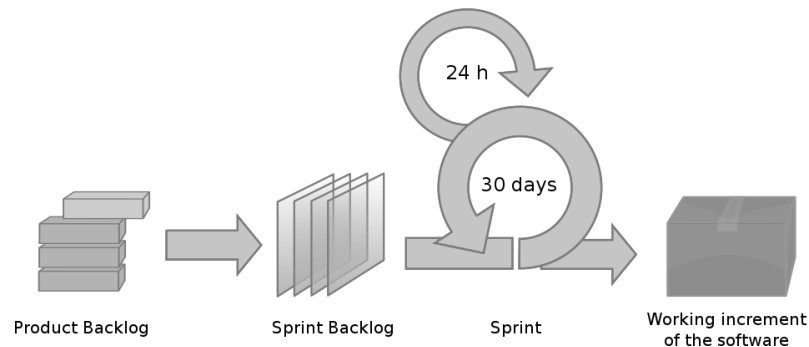 24 h
30 days
Product Backlog
Sprint Backlog
Sprint
Working increment
of the software